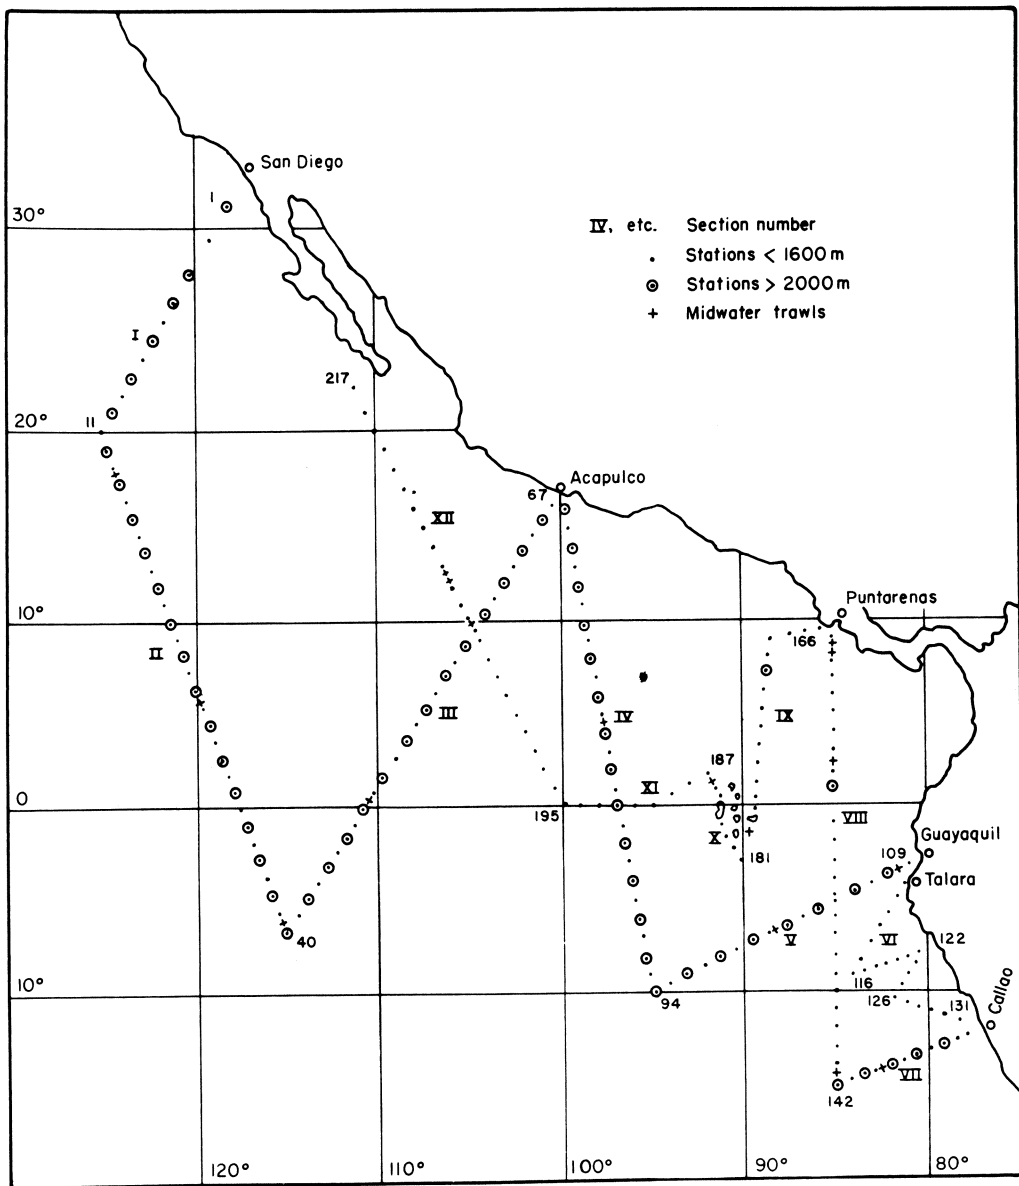 San Diego
1
30°
IV, etc. Section number
Stations < 1600 m
Stations > 2000 m
Midwater trawls
I
217
11
20°
Acapulco
67
XII
Puntarenas
10°
166
II
III
IV
IX
187
XI
0
195
VIII
X
Guayaquil
181
109
Talara
40
V
VI
122
10°
94
116
126
131
Callao
VII
142
120°
110°
100°
90°
80°